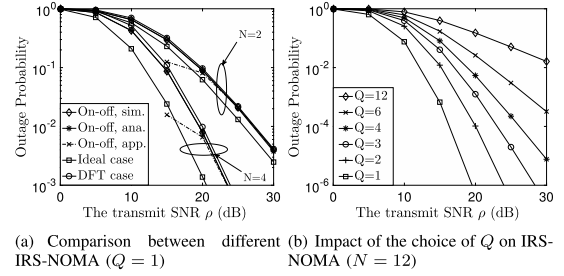 10^0
10^-1
10^-2
10^-3
Outage Probability
N=2
N=4
On-off, sim.
On-off, ana.
On-off, app.
Ideal case
DFT case
0 10 20 30
The transmit SNR ρ (dB)
10^0
10^-2
10^-4
10^-6
Outage Probability
Q=12
Q=6
Q=4
Q=3
Q=2
Q=1
0 10 20 30
The transmit SNR ρ (dB)
(a) Comparison between different
IRS-NOMA (Q = 1)
(b) Impact of the choice of Q on IRS-
NOMA (N = 12)